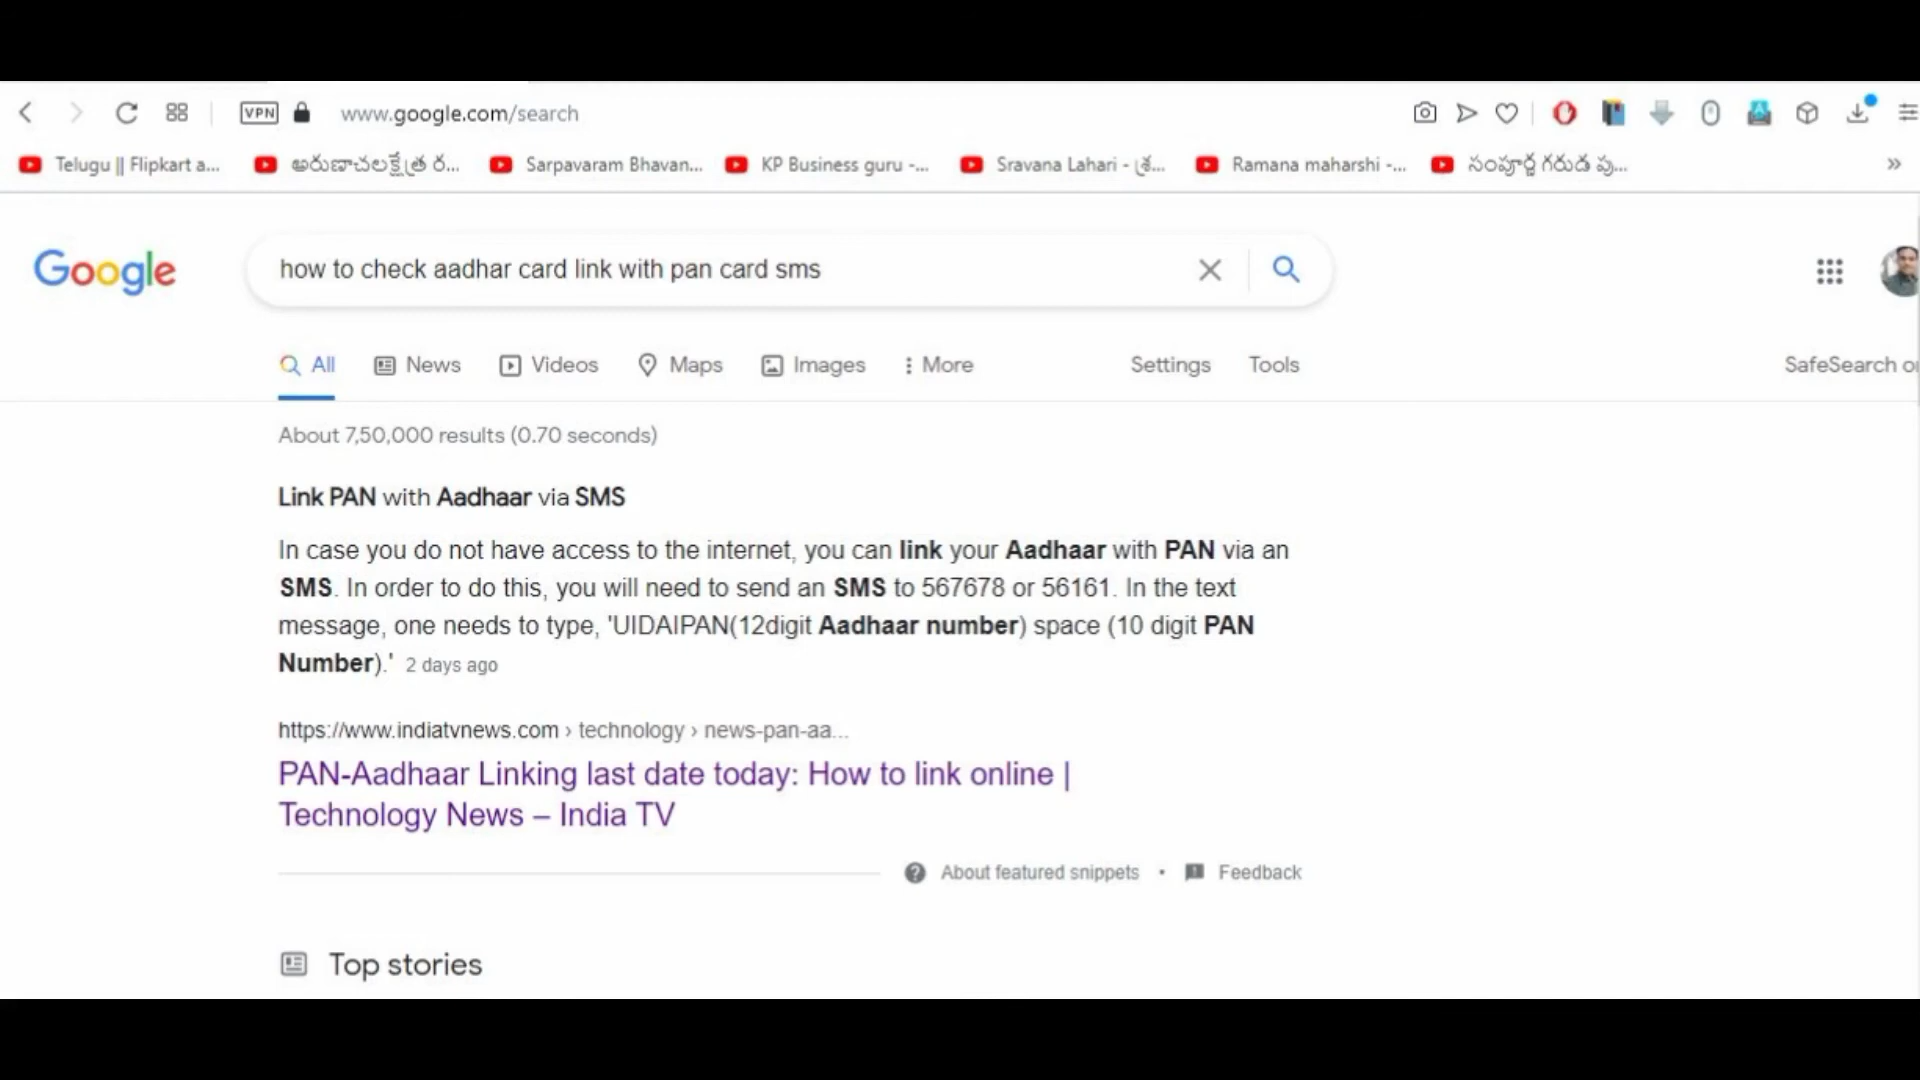 VPN www.google.com/search
Telugu || Flipkart a... అరుణాచలక్షేత్ర ర... Sarpavaram Bhavan... KP Business guru -... Sravana Lahari - శ్ర... Ramana maharshi -... సంపూర్ణ గరుడ పు... »
Google how to check aadhar card link with pan card sms
All News Videos Maps Images More Settings Tools SafeSearch
About 7,50,000 results (0.70 seconds)
Link PAN with Aadhaar via SMS
In case you do not have access to the internet, you can link your Aadhaar with PAN via an
SMS. In order to do this, you will need to send an SMS to 567678 or 56161. In the text
message, one needs to type, 'UIDAIPAN(12digit Aadhaar number) space (10 digit PAN
Number).' 2 days ago
https://www.indiatvnews.com › technology › news-pan-aa...
PAN-Aadhaar Linking last date today: How to link online |
Technology News – India TV
About featured snippets • Feedback
Top stories